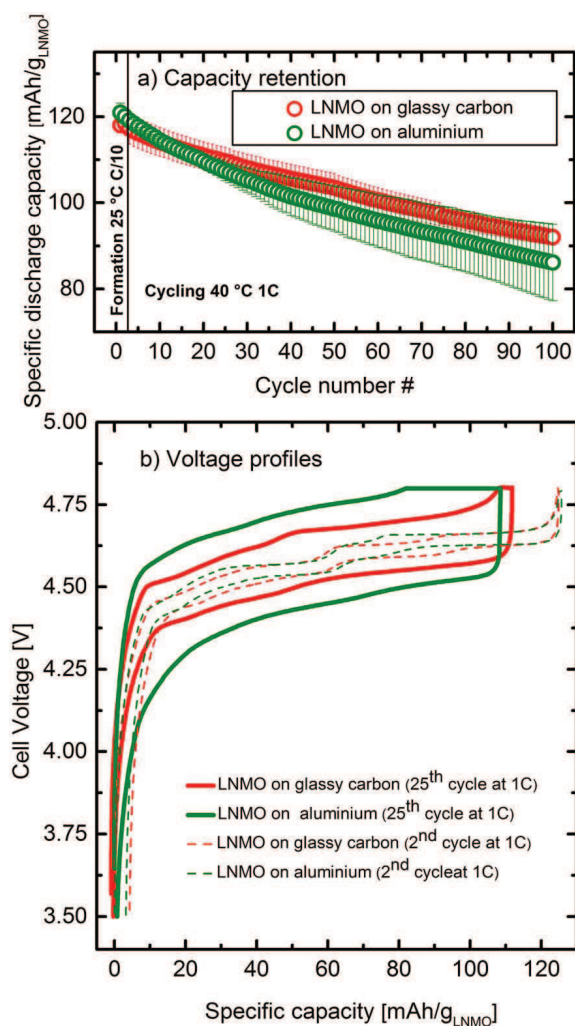 a) Capacity retention
LNMO on glassy carbon
LNMO on aluminium
Specific discharge capacity [mAh/gLNMO]
120
100
80
Formation 25 °C C/10
Cycling 40 °C 1C
0 10 20 30 40 50 60 70 80 90 100
Cycle number #
b) Voltage profiles
Cell Voltage [V]
5.00
4.75
4.50
4.25
4.00
3.75
3.50
LNMO on glassy carbon (25th cycle at 1C)
LNMO on aluminium (25th cycle at 1C)
LNMO on glassy carbon (2nd cycle at 1C)
LNMO on aluminium (2nd cycleat 1C)
0 20 40 60 80 100 120
Specific capacity [mAh/gLNMO]